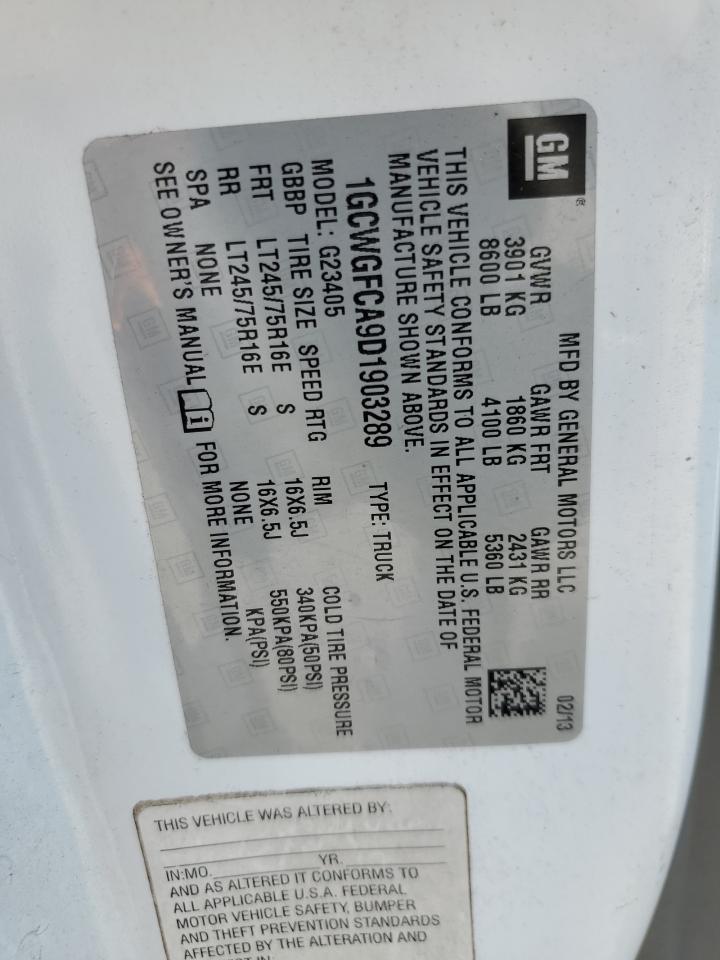 GM ®
MFD BY GENERAL MOTORS LLC 02/13
GVWR GAWR FRT GAWR RR
3901 KG 1860 KG 2431 KG
8600 LB 4100 LB 5360 LB
THIS VEHICLE CONFORMS TO ALL APPLICABLE U.S. FEDERAL MOTOR
VEHICLE SAFETY STANDARDS IN EFFECT ON THE DATE OF
MANUFACTURE SHOWN ABOVE.
1GCWGFCA9D1903289 TYPE: TRUCK
MODEL: G23405
GBBP TIRE SIZE SPEED RTG RIM COLD TIRE PRESSURE
FRT LT245/75R16E S 16X6.5J 340KPA(50PSI)
RR LT245/75R16E S 16X6.5J 550KPA(80PSI)
SPA NONE NONE KPA(PSI)
SEE OWNER'S MANUAL i FOR MORE INFORMATION.
THIS VEHICLE WAS ALTERED BY:
IN:MO. YR.
AND AS ALTERED IT CONFORMS TO
ALL APPLICABLE U.S.A. FEDERAL
MOTOR VEHICLE SAFETY, BUMPER
AND THEFT PREVENTION STANDARDS
AFFECTED BY THE ALTERATION AND